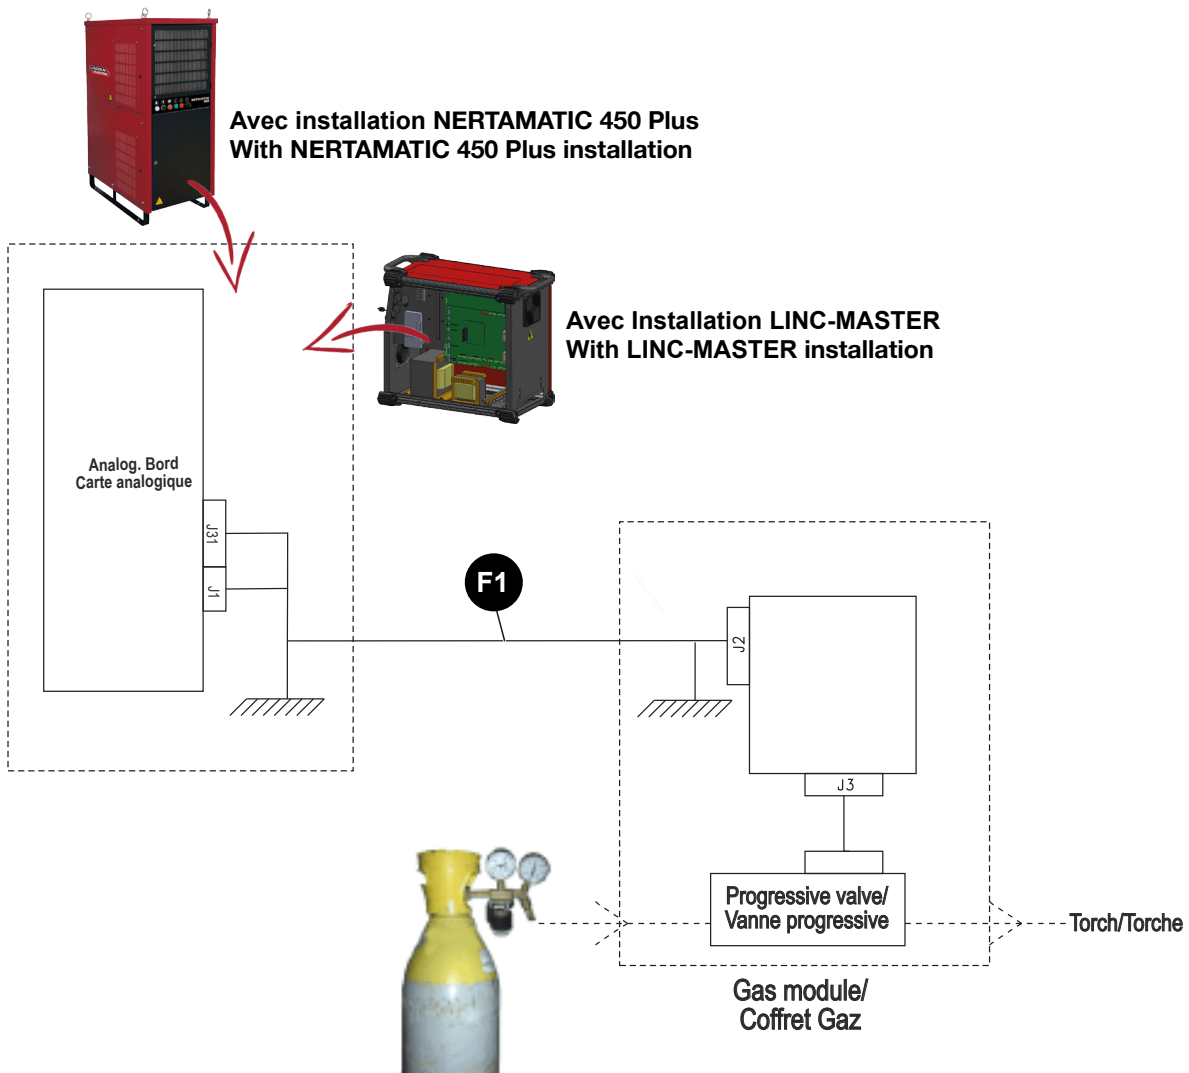 Avec installation NERTAMATIC 450 Plus
With NERTAMATIC 450 Plus installation
Avec Installation LINC-MASTER
With LINC-MASTER installation
Analog. Bord
Carte analogique
J31
J1
F1
J2
J3
Progressive valve/
Vanne progressive
Torch/Torche
Gas module/
Coffret Gaz